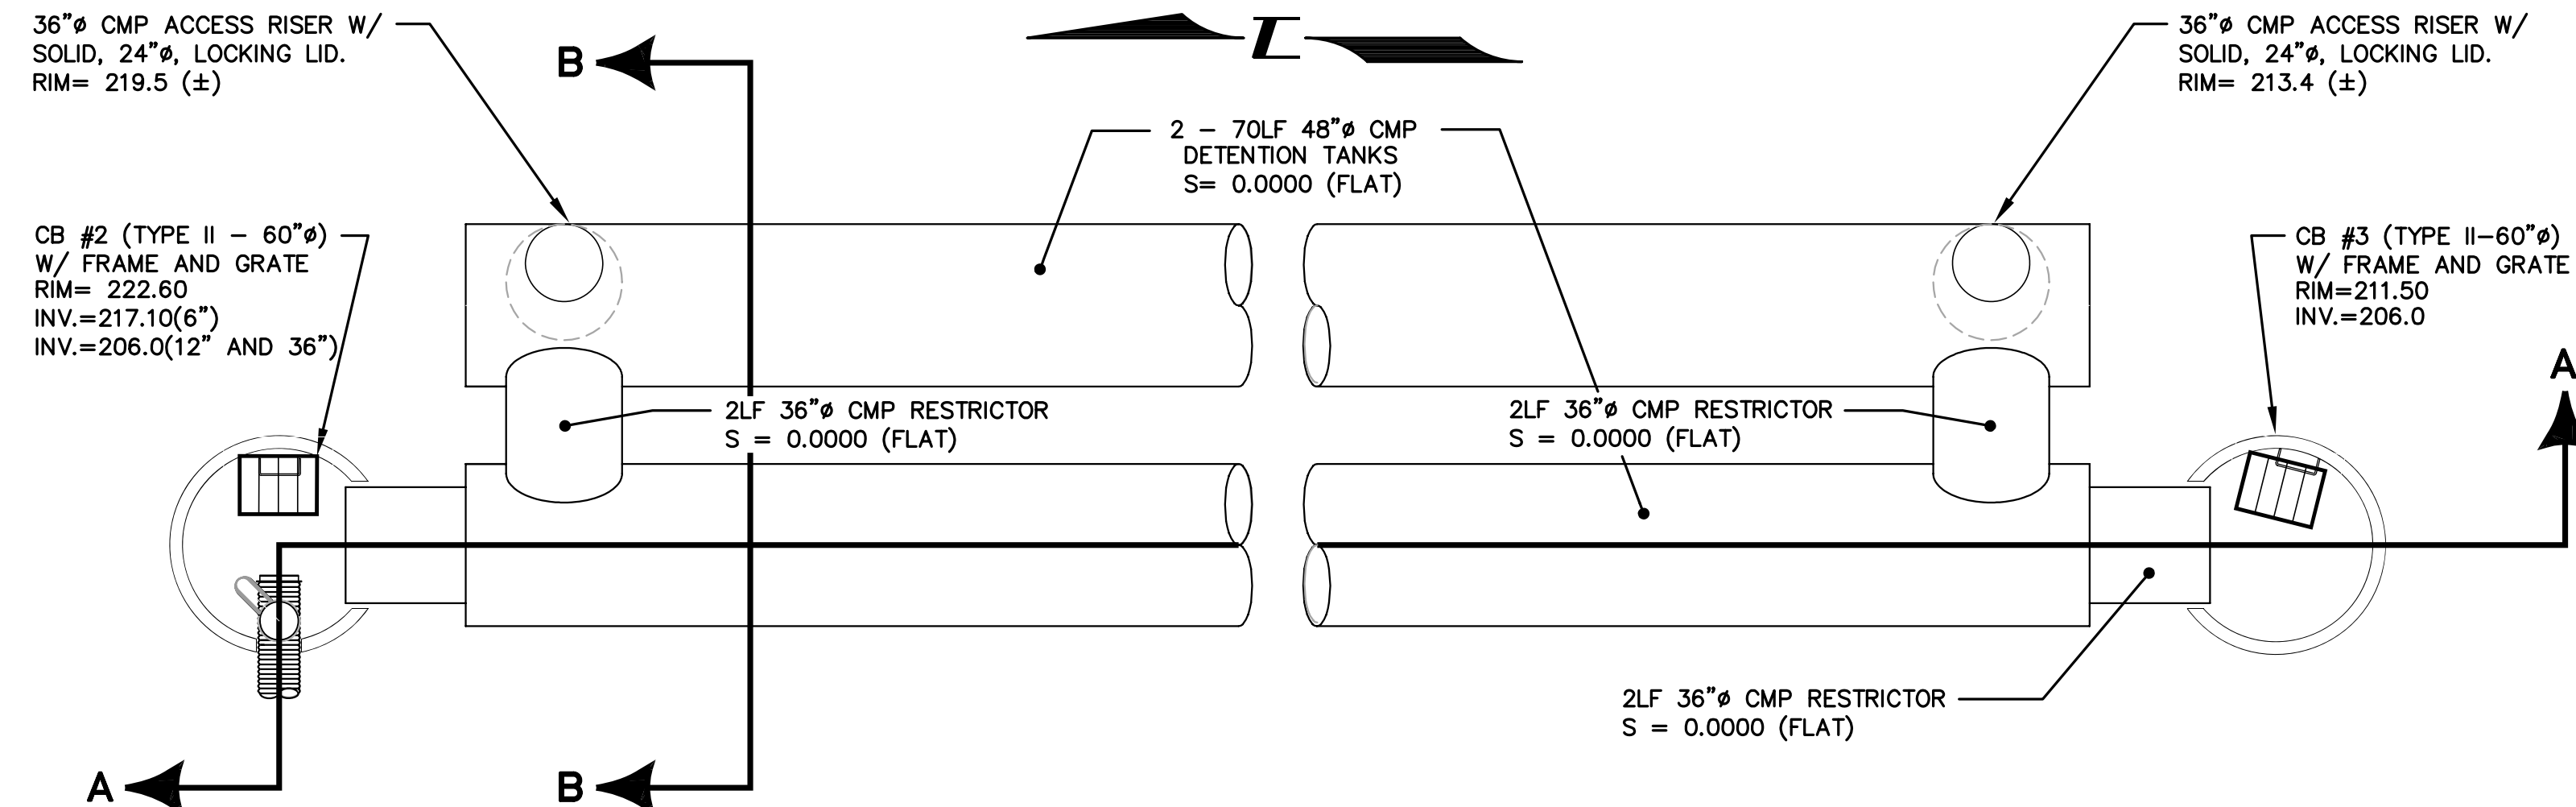 36"ø CMP ACCESS RISER W/
SOLID, 24"ø, LOCKING LID.
RIM= 219.5 (±)
B
Z
36"ø CMP ACCESS RISER W/
SOLID, 24"ø, LOCKING LID.
RIM= 213.4 (±)
2 - 70LF 48"ø CMP
DETENTION TANKS
S= 0.0000 (FLAT)
CB #2 (TYPE II - 60"ø)
W/ FRAME AND GRATE
RIM= 222.60
INV.=217.10(6")
INV.=206.0(12" AND 36")
CB #3 (TYPE II-60"ø)
W/ FRAME AND GRATE
RIM=211.50
INV.=206.0
A
2LF 36"ø CMP RESTRICTOR
S = 0.0000 (FLAT)
2LF 36"ø CMP RESTRICTOR
S = 0.0000 (FLAT)
2LF 36"ø CMP RESTRICTOR
S = 0.0000 (FLAT)
A
B